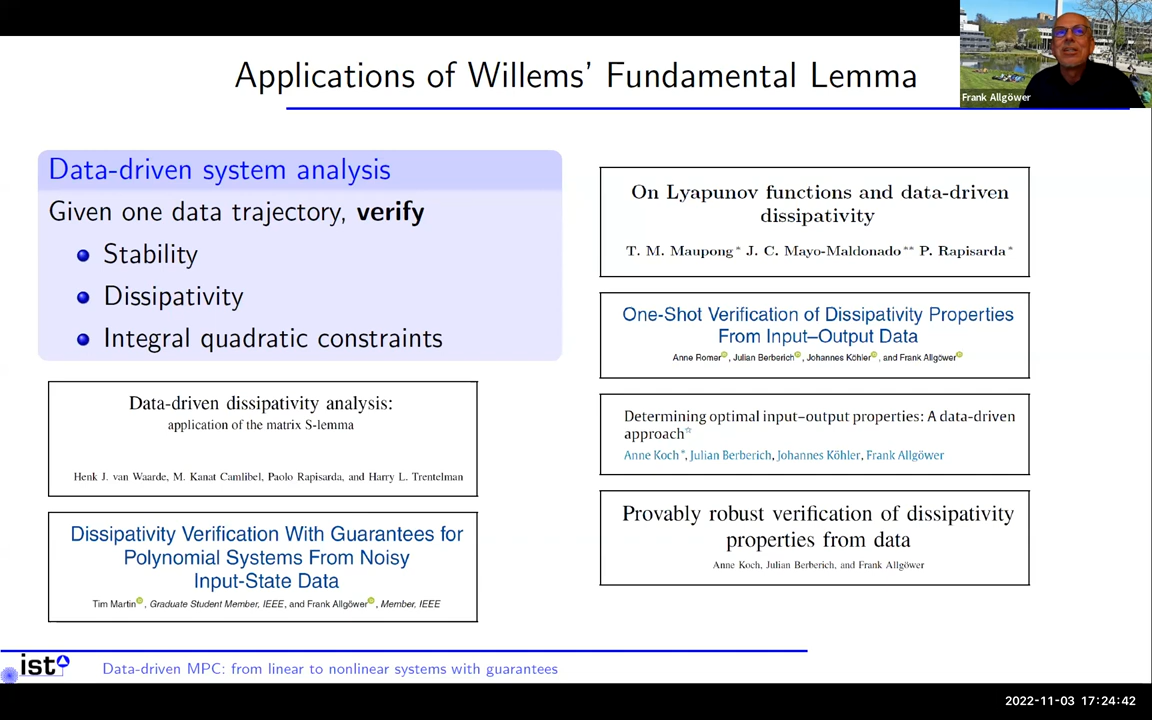 Applications of Willems' Fundamental Lemma
Frank Allgöwer
Data-driven system analysis
Given one data trajectory, verify
Stability
Dissipativity
Integral quadratic constraints
Data-driven dissipativity analysis:
application of the matrix S-lemma
Henk J. van Waarde, M. Kanat Camlibel, Paolo Rapisarda, and Harry L. Trentelman
Dissipativity Verification With Guarantees for
Polynomial Systems From Noisy
Input-State Data
Tim Martin, Graduate Student Member, IEEE, and Frank Allgöwer, Member, IEEE
On Lyapunov functions and data-driven
dissipativity
T. M. Maupong * J. C. Mayo-Maldonado ** P. Rapisarda *
One-Shot Verification of Dissipativity Properties
From Input–Output Data
Anne Romer, Julian Berberich, Johannes Köhler, and Frank Allgöwer
Determining optimal input–output properties: A data-driven
approach☆
Anne Koch *, Julian Berberich, Johannes Köhler, Frank Allgöwer
Provably robust verification of dissipativity
properties from data
Anne Koch, Julian Berberich, and Frank Allgöwer
ist
Data-driven MPC: from linear to nonlinear systems with guarantees
2022-11-03 17:24:42